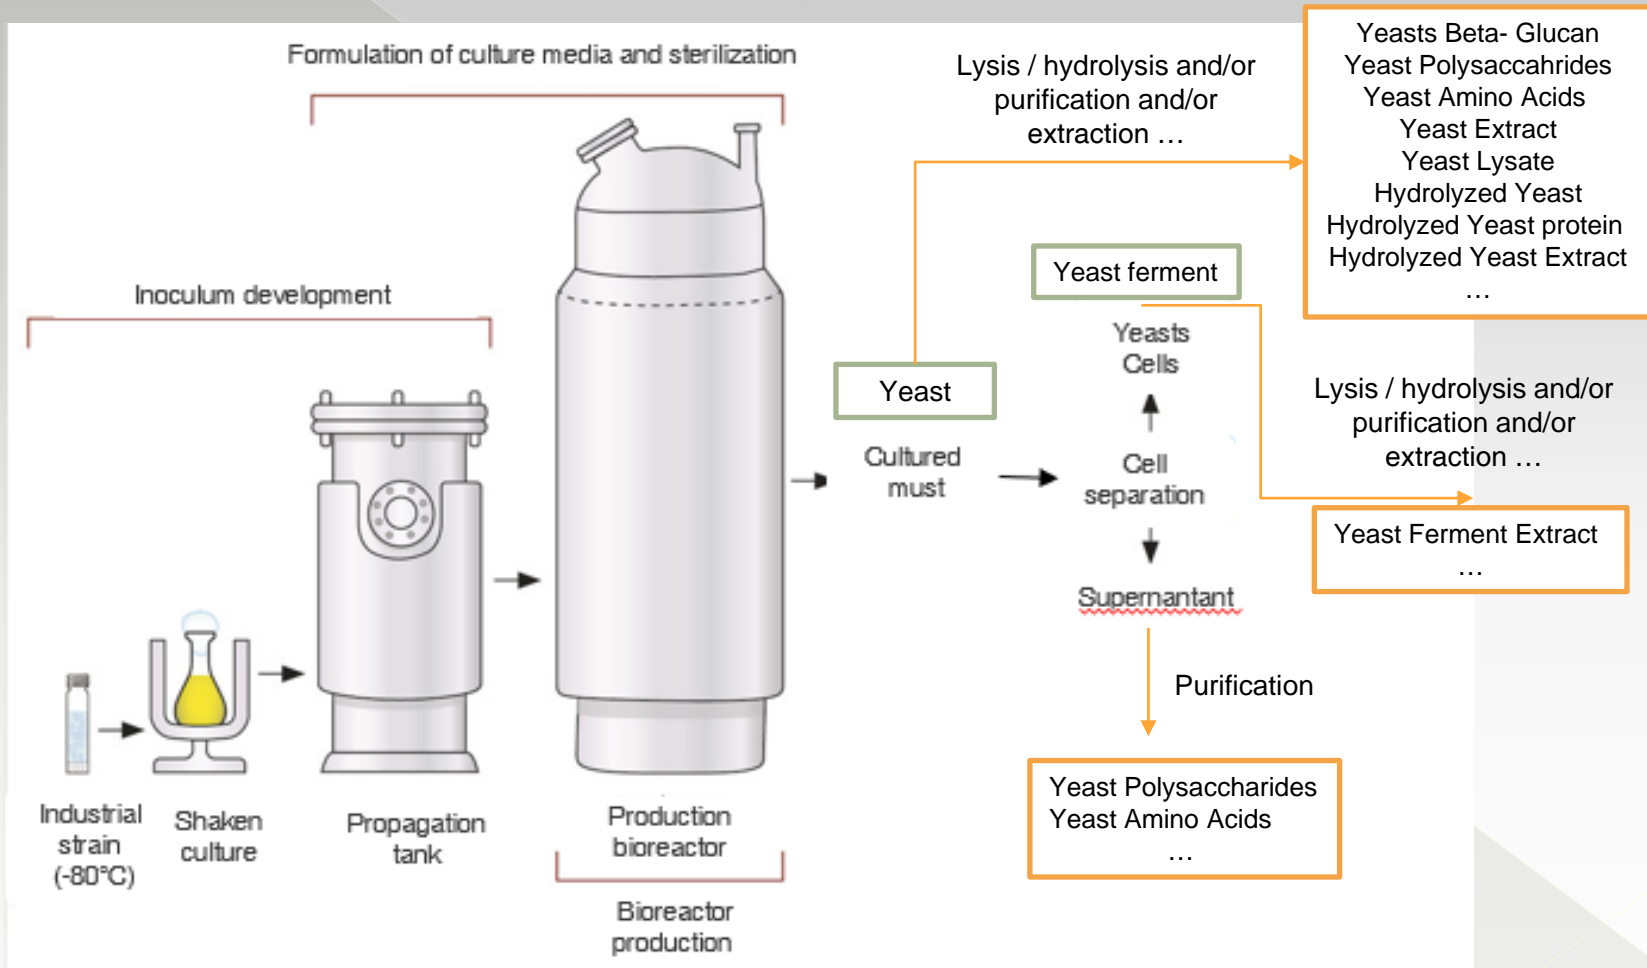 Formulation of culture media and sterilization
Lysis / hydrolysis and/or
purification and/or
extraction …
Yeasts Beta- Glucan
Yeast Polysaccahrides
Yeast Amino Acids
Yeast Extract
Yeast Lysate
Hydrolyzed Yeast
Hydrolyzed Yeast protein
Hydrolyzed Yeast Extract
…
Inoculum development
Yeast ferment
Yeasts
Cells
Yeast
Lysis / hydrolysis and/or
purification and/or
extraction …
Cultured
must
Cell
separation
Yeast Ferment Extract
…
Supernantant
Purification
Yeast Polysaccharides
Yeast Amino Acids
…
Industrial
strain
(-80°C)
Shaken
culture
Propagation
tank
Production
bioreactor
Bioreactor
production